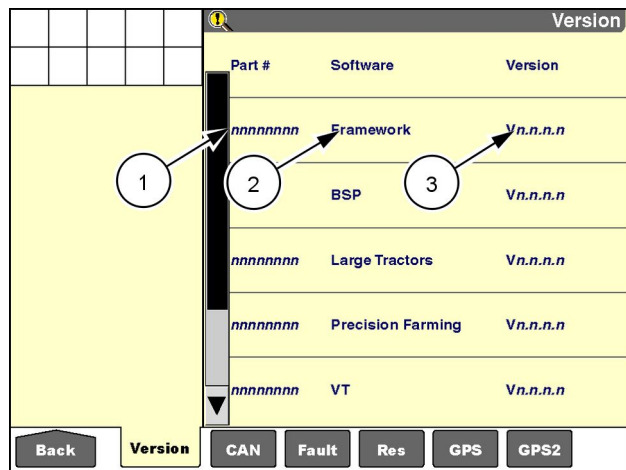 Version
Part # Software Version
nnnnnnnn Framework Vn.n.n.n
1 2 3
BSP Vn.n.n.n
nnnnnnnn Large Tractors Vn.n.n.n
nnnnnnnn Precision Farming Vn.n.n.n
nnnnnnnn VT Vn.n.n.n
Back Version CAN Fault Res GPS GPS2